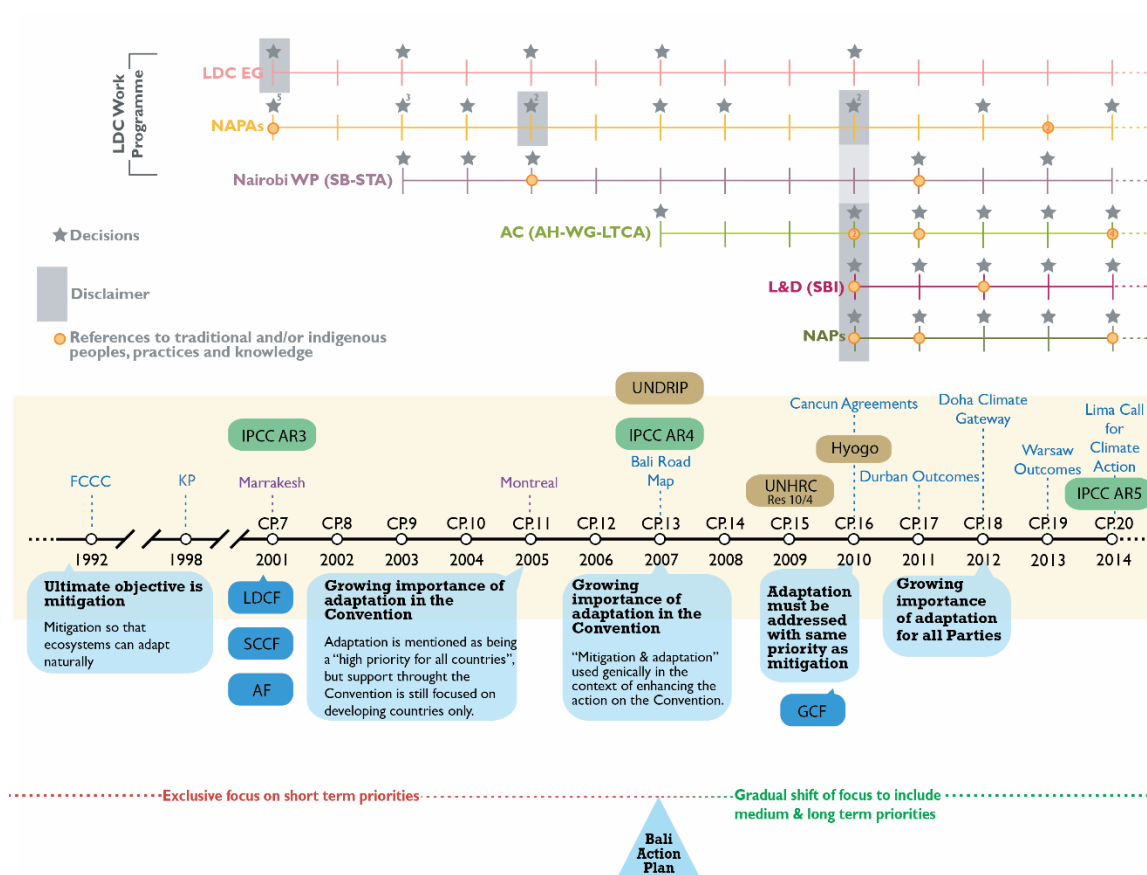 LDC Work
Programme
LDC EG
5
3
2
2
NAPAs
2
Nairobi WP (SB-STA)
AC (AH-WG-LTCA)
4
Decisions
L&D (SBI)
Disclaimer
NAPs
References to traditional and/or indigenous
peoples, practices and knowledge
UNDRIP
IPCC AR3
IPCC AR4
Cancun Agreements
Doha Climate
Gateway
Lima Call
for
Climate
Action
Hyogo
FCCC
KP
Marrakesh
Montreal
Bali Road
Map
UNHRC
Res 10/4
Durban Outcomes
Warsaw
Outcomes
IPCC AR5
CP.7
CP.8
CP.9
CP.10
CP.11
CP.12
CP.13
CP.14
CP.15
CP.16
CP.17
CP.18
CP.19
CP.20
1992
1998
2001
2002
2003
2004
2005
2006
2007
2008
2009
2010
2011
2012
2013
2014
Ultimate objective is
mitigation
Mitigation so that
ecosystems can adapt
naturally
LDCF
SCCF
AF
Growing importance of
adaptation in the
Convention
Adaptation is mentioned as being
a “high priority for all countries”,
but support throught the
Convention is still focused on
developing countries only.
Growing
importance of
adaptation in the
Convention
“Mitigation & adaptation”
used genically in the
context of enhancing the
action on the Convention.
Adaptation
must be
addressed
with same
priority as
mitigation
GCF
Growing
importance
of adaptation
for all Parties
Exclusive focus on short term priorities
Gradual shift of focus to include
medium & long term priorities
Bali
Action
Plan